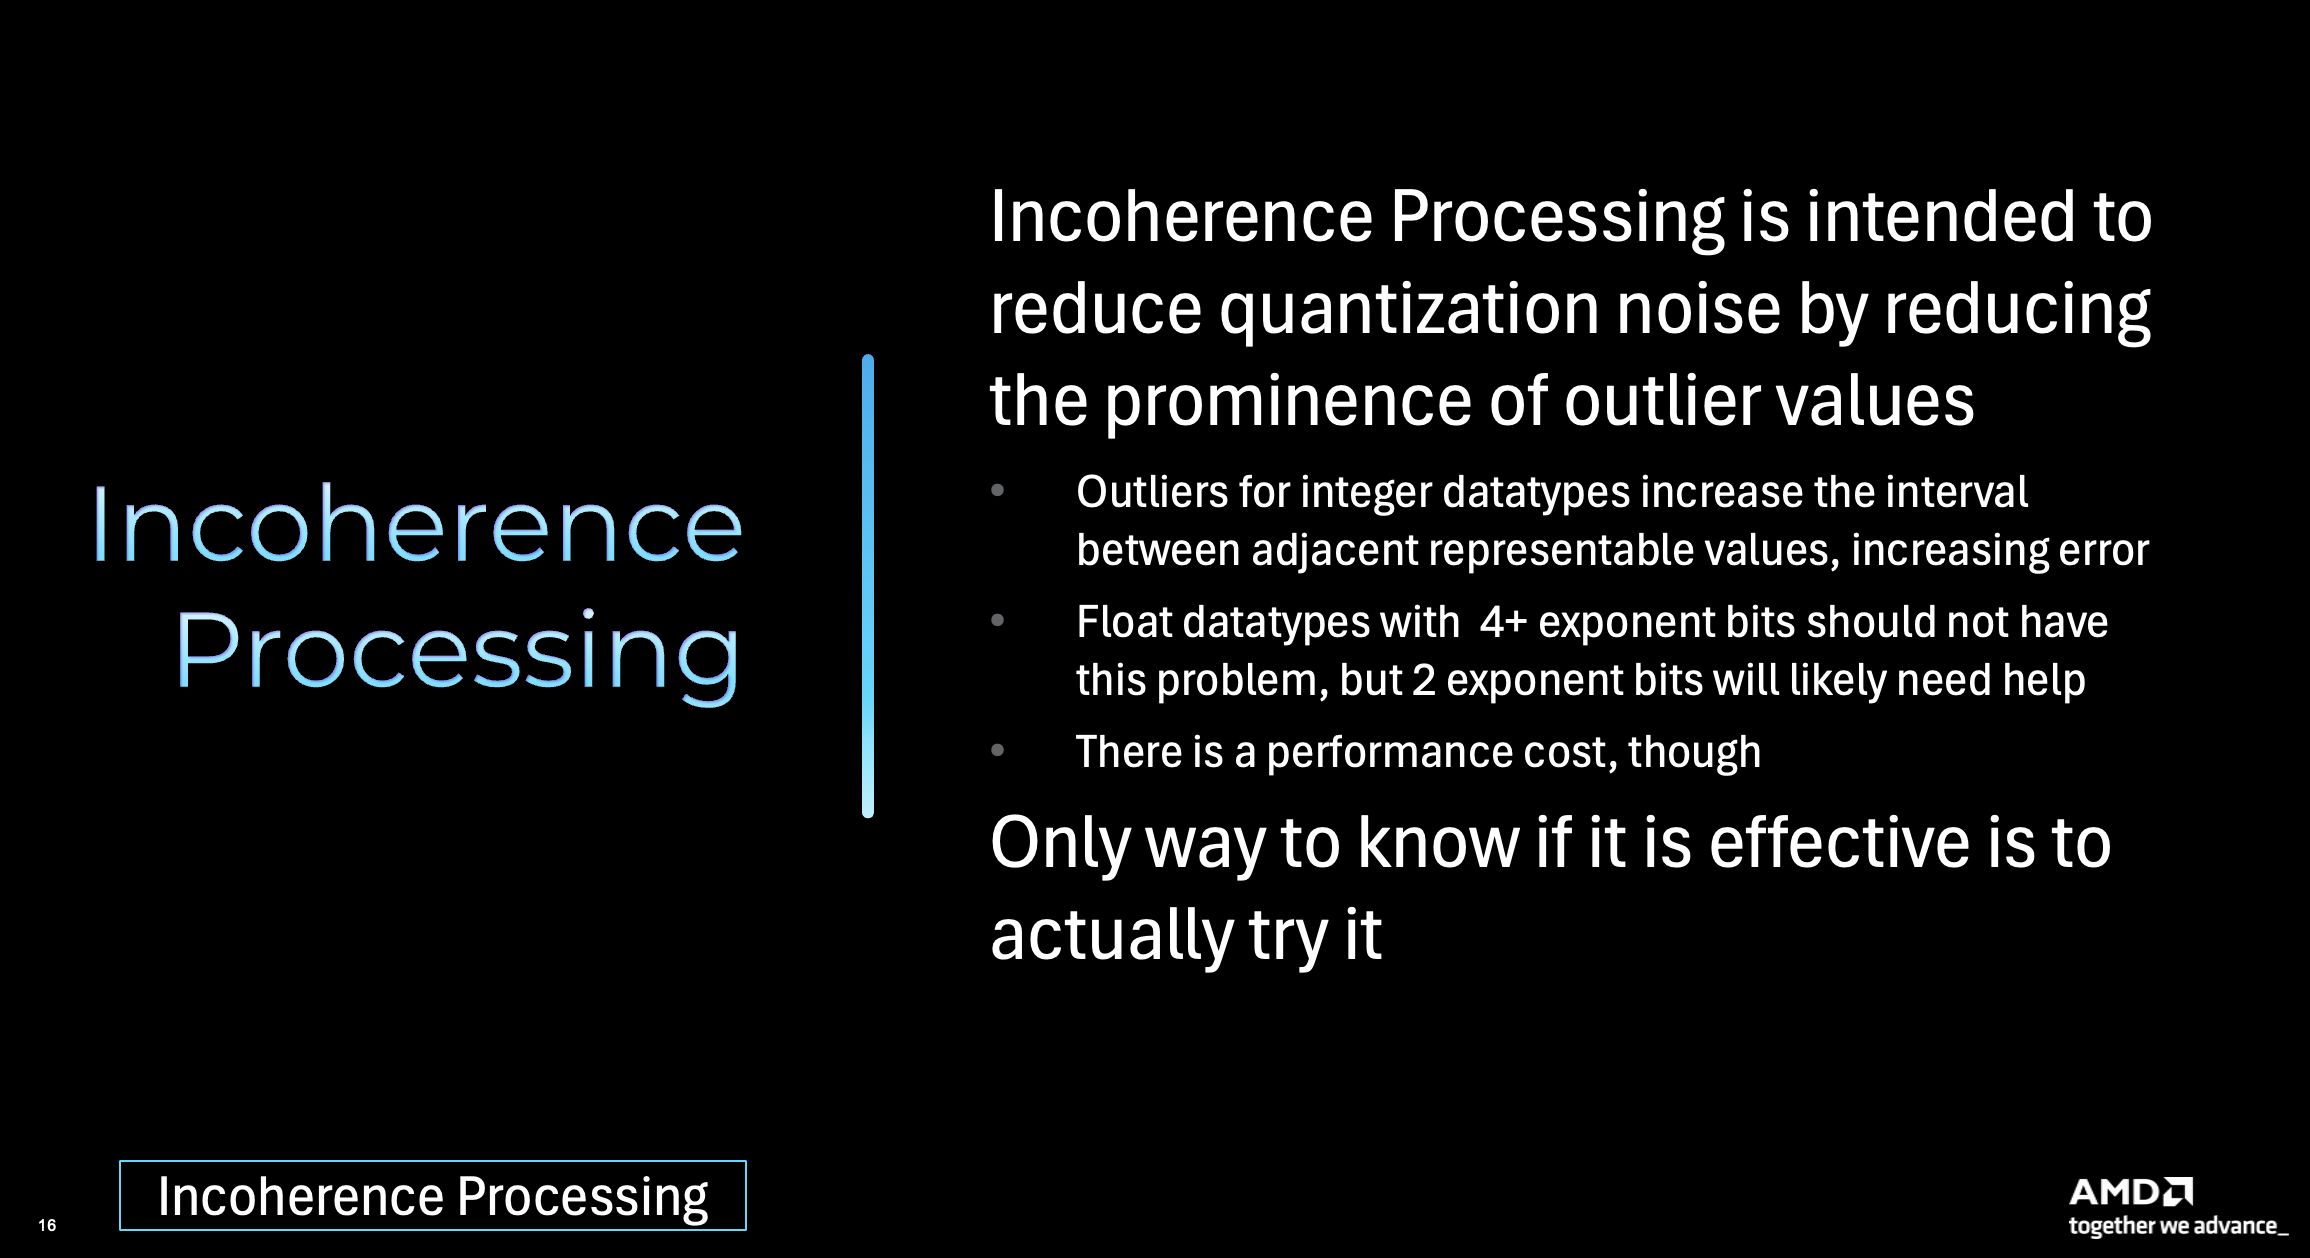 Incoherence
Processing
Incoherence Processing is intended to
reduce quantization noise by reducing
the prominence of outlier values
• Outliers for integer datatypes increase the interval
between adjacent representable values, increasing error
• Float datatypes with  4+ exponent bits should not have
this problem, but 2 exponent bits will likely need help
• There is a performance cost, though
Only way to know if it is effective is to
actually try it
Incoherence Processing
16
AMD
together we advance_